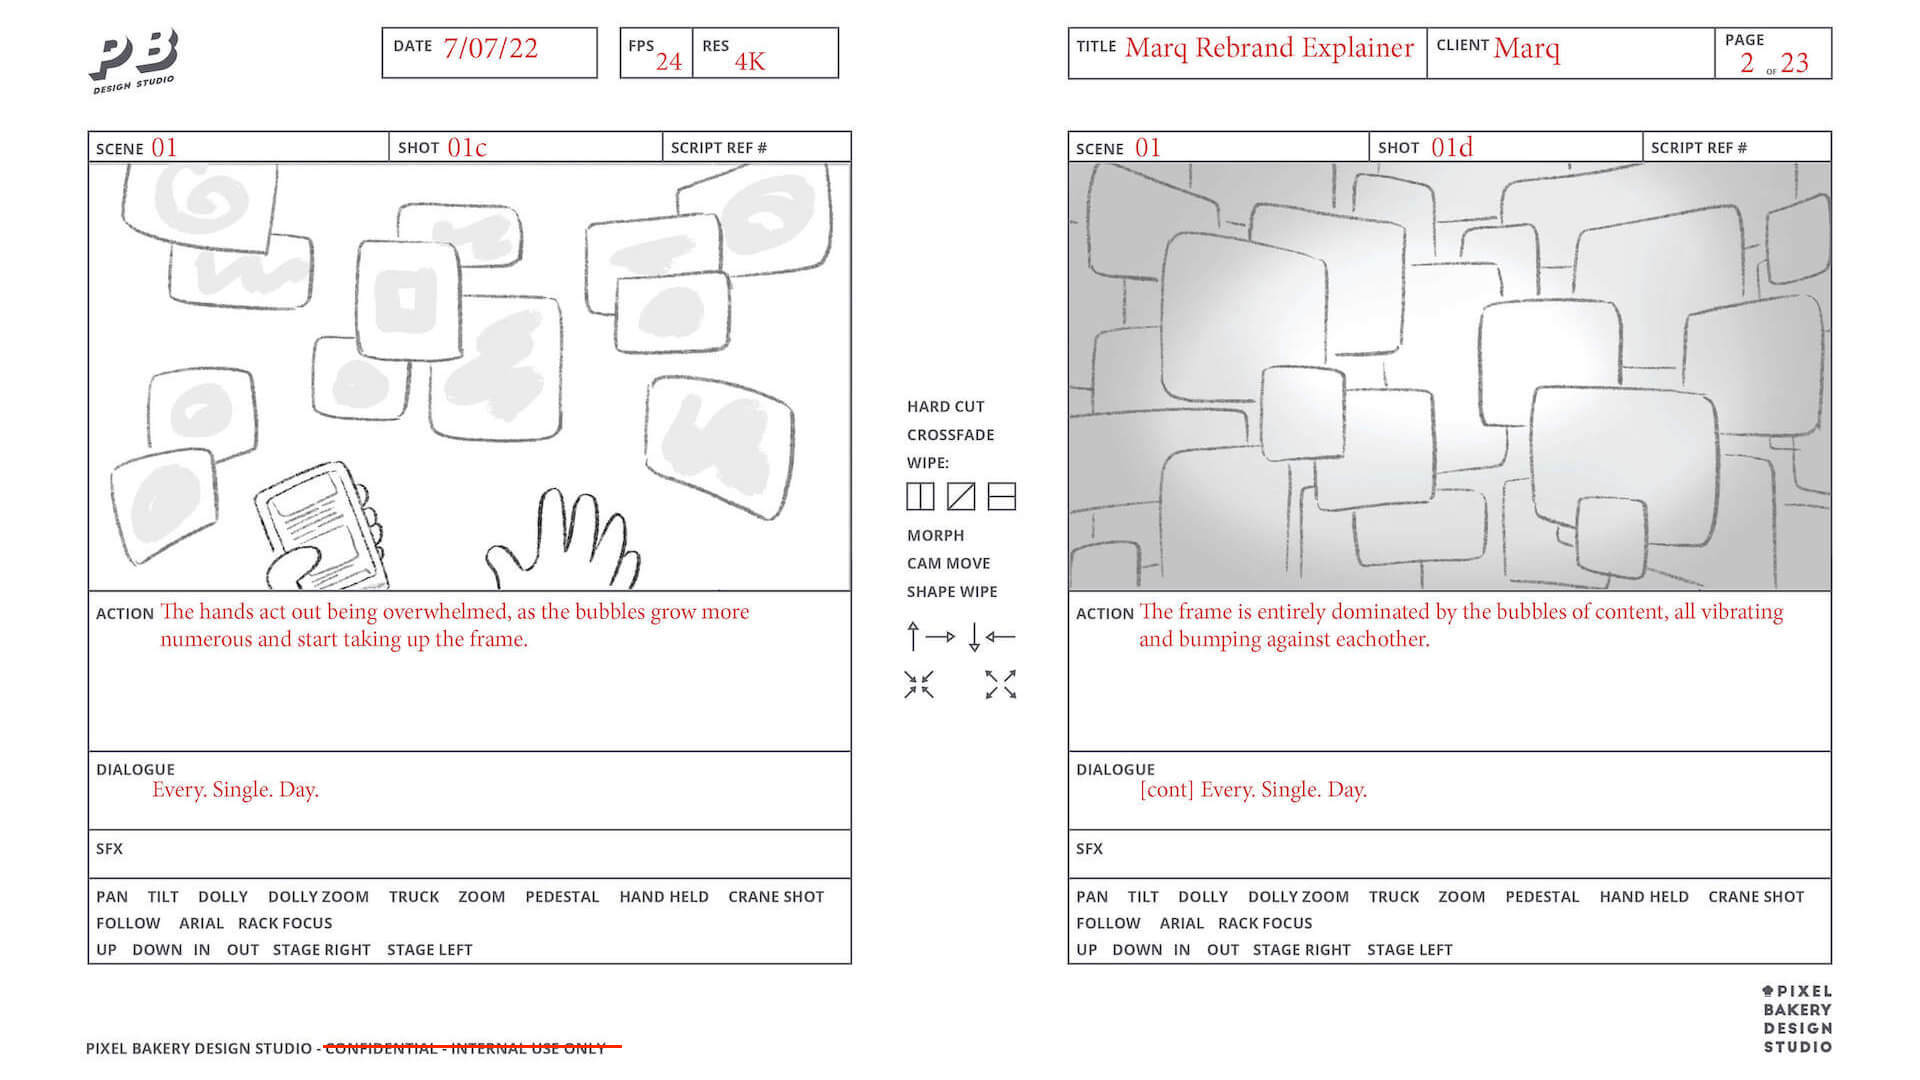 PB
DESIGN STUDIO
DATE 7/07/22
FPS 24 RES 4K
TITLE Marq Rebrand Explainer CLIENT Marq PAGE 2 OF 23
SCENE 01 SHOT 01c SCRIPT REF #
ACTION The hands act out being overwhelmed, as the bubbles grow more
numerous and start taking up the frame.
DIALOGUE
Every. Single. Day.
SFX
PAN TILT DOLLY DOLLY ZOOM TRUCK ZOOM PEDESTAL HAND HELD CRANE SHOT
FOLLOW ARIAL RACK FOCUS
UP DOWN IN OUT STAGE RIGHT STAGE LEFT
HARD CUT
CROSSFADE
WIPE:
MORPH
CAM MOVE
SHAPE WIPE
SCENE 01 SHOT 01d SCRIPT REF #
ACTION The frame is entirely dominated by the bubbles of content, all vibrating
and bumping against eachother.
DIALOGUE
[cont] Every. Single. Day.
SFX
PAN TILT DOLLY DOLLY ZOOM TRUCK ZOOM PEDESTAL HAND HELD CRANE SHOT
FOLLOW ARIAL RACK FOCUS
UP DOWN IN OUT STAGE RIGHT STAGE LEFT
PIXEL BAKERY DESIGN STUDIO - CONFIDENTIAL - INTERNAL USE ONLY
PIXEL
BAKERY
DESIGN
STUDIO